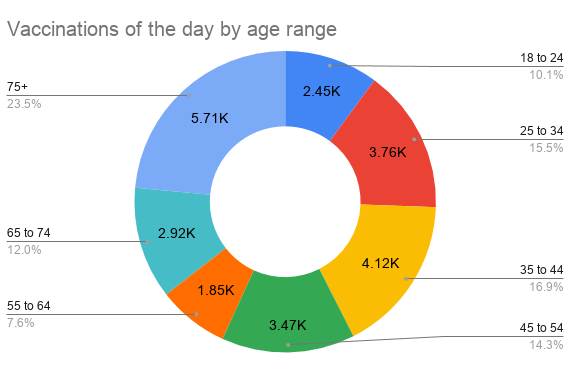 Vaccinations of the day by age range
18 to 24
10.1%
2.45K
25 to 34
15.5%
3.76K
35 to 44
16.9%
4.12K
45 to 54
14.3%
3.47K
55 to 64
7.6%
1.85K
65 to 74
12.0%
2.92K
75+
23.5%
5.71K